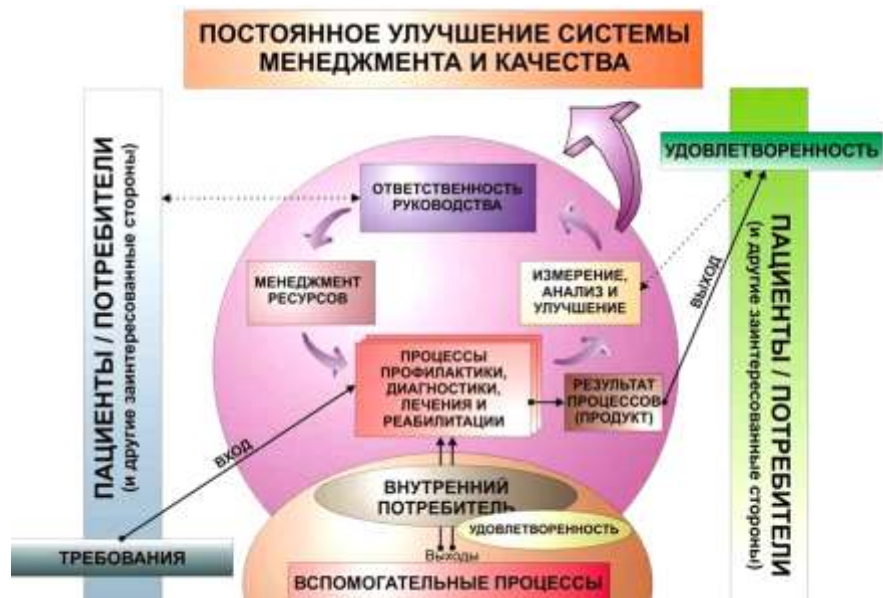 ПОСТОЯННОЕ УЛУЧШЕНИЕ СИСТЕМЫ
МЕНЕДЖМЕНТА И КАЧЕСТВА
ПАЦИЕНТЫ / ПОТРЕБИТЕЛИ
(и другие заинтересованные стороны)
УДОВЛЕТВОРЕННОСТЬ
ОТВЕТСТВЕННОСТЬ
РУКОВОДСТВА
МЕНЕДЖМЕНТ
РЕСУРСОВ
ИЗМЕРЕНИЕ,
АНАЛИЗ И
УЛУЧШЕНИЕ
ВЫХОД
ПАЦИЕНТЫ / ПОТРЕБИТЕЛИ
(и другие заинтересованные стороны)
ПРОЦЕССЫ
ПРОФИЛАКТИКИ,
ДИАГНОСТИКИ,
ЛЕЧЕНИЯ И
РЕАБИЛИТАЦИИ
РЕЗУЛЬТАТ
ПРОЦЕССОВ
(ПРОДУКТ)
ВХОД
ВНУТРЕННИЙ
ПОТРЕБИТЕЛЬ
УДОВЛЕТВОРЕННОСТЬ
Выходы
ТРЕБОВАНИЯ
ВСПОМОГАТЕЛЬНЫЕ ПРОЦЕССЫ